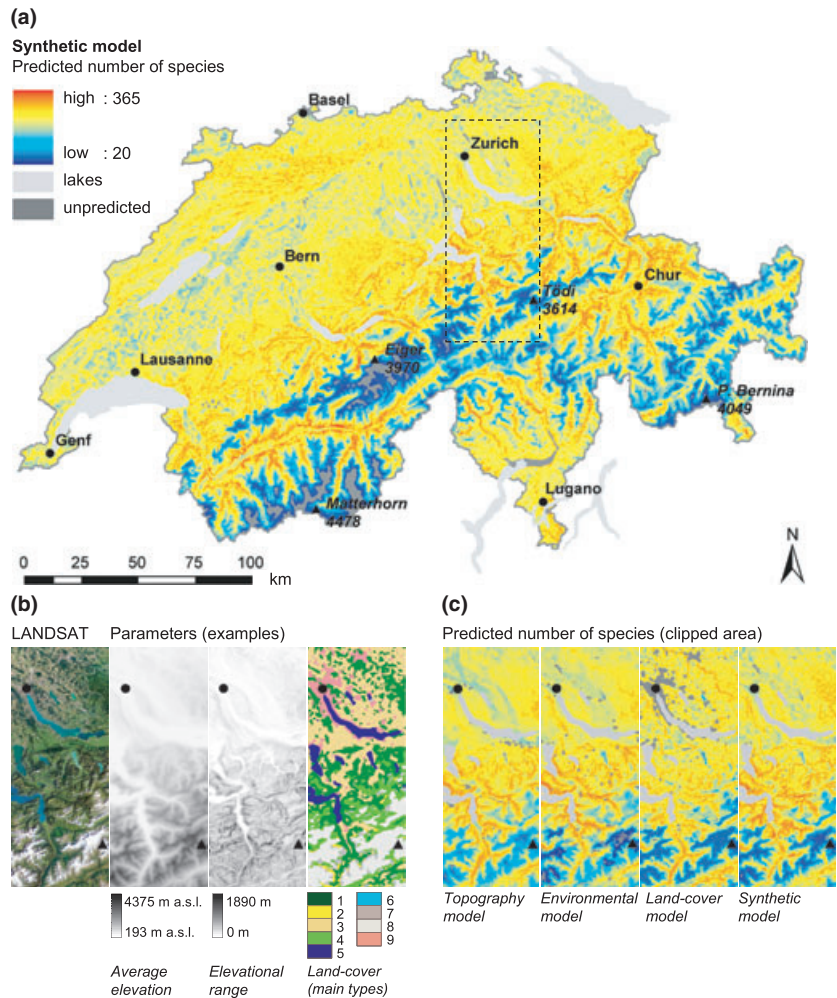 (a)
Synthetic model
Predicted number of species
high : 365
low : 20
lakes
unpredicted
Basel
Zurich
Bern
Chur
Tödi
3614
Eiger
3970
Lausanne
P. Bernina
4049
Genf
Lugano
Matterhorn
4478
0 25 50 75 100
km
N
(b)
LANDSAT Parameters (examples)
4375 m a.s.l.
193 m a.s.l.
1890 m
0 m
1
2
3
4
5
6
7
8
9
Average
elevation
Elevational
range
Land-cover
(main types)
(c)
Predicted number of species (clipped area)
Topography
model
Environmental
model
Land-cover
model
Synthetic
model